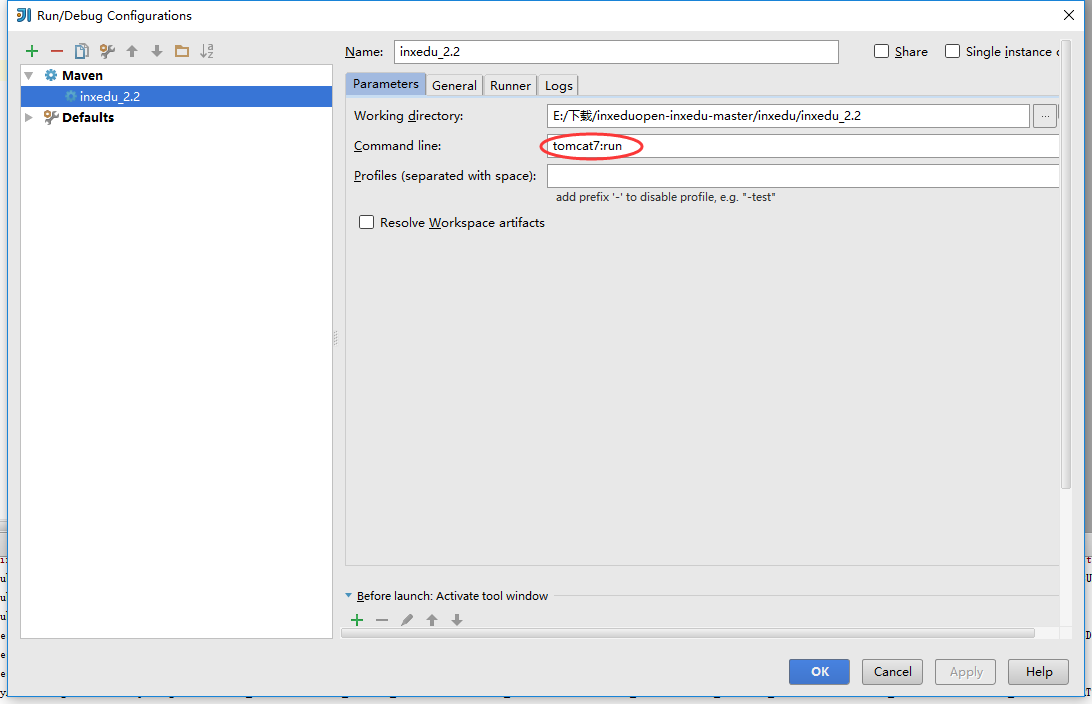 Run/Debug Configurations
Name: inxedu_2.2 Share Single instance
Maven
inxedu_2.2
Defaults
Parameters General Runner Logs
Working directory: E:/下载/inxeduopen-inxedu-master/inxedu/inxedu_2.2 ...
Command line: tomcat7:run
Profiles (separated with space):
add prefix '-' to disable profile, e.g. "-test"
Resolve Workspace artifacts
Before launch: Activate tool window
OK Cancel Apply Help